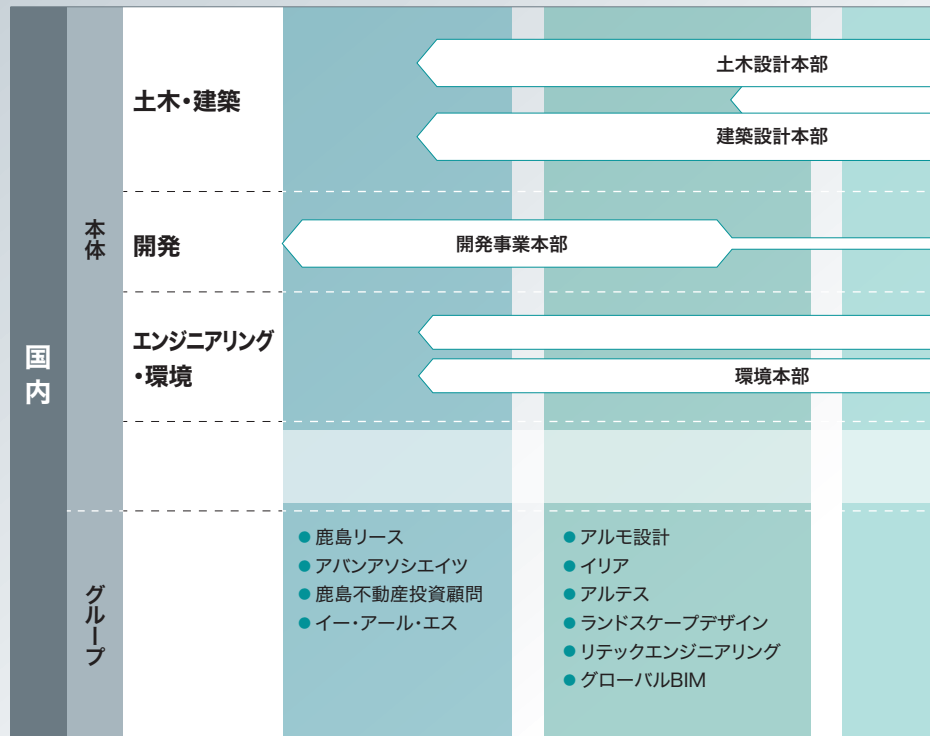 国内
本体
土木・建築
土木設計本部
建築設計本部
開発
開発事業本部
エンジニアリング
・環境
環境本部
グループ
●鹿島リース
●アバンアソシエイツ
●鹿島不動産投資顧問
●イー・アール・エス
●アルモ設計
●イリア
●アルテス
●ランドスケープデザイン
●リテックエンジニアリング
●グローバルBIM